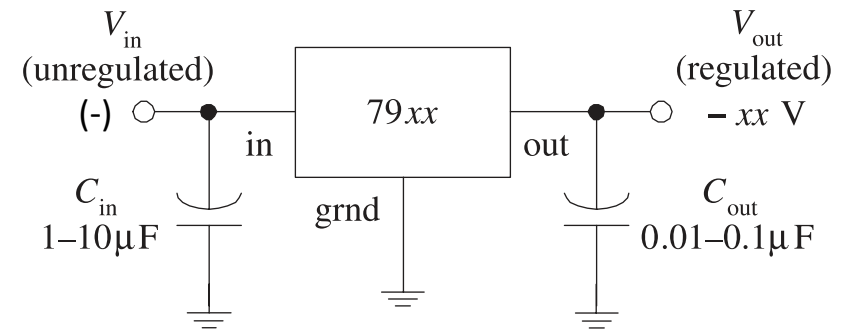 V_in
(unregulated)
(-)
in
79xx
grnd
out
V_out
(regulated)
– xx V
C_in
1–10μF
C_out
0.01–0.1μF